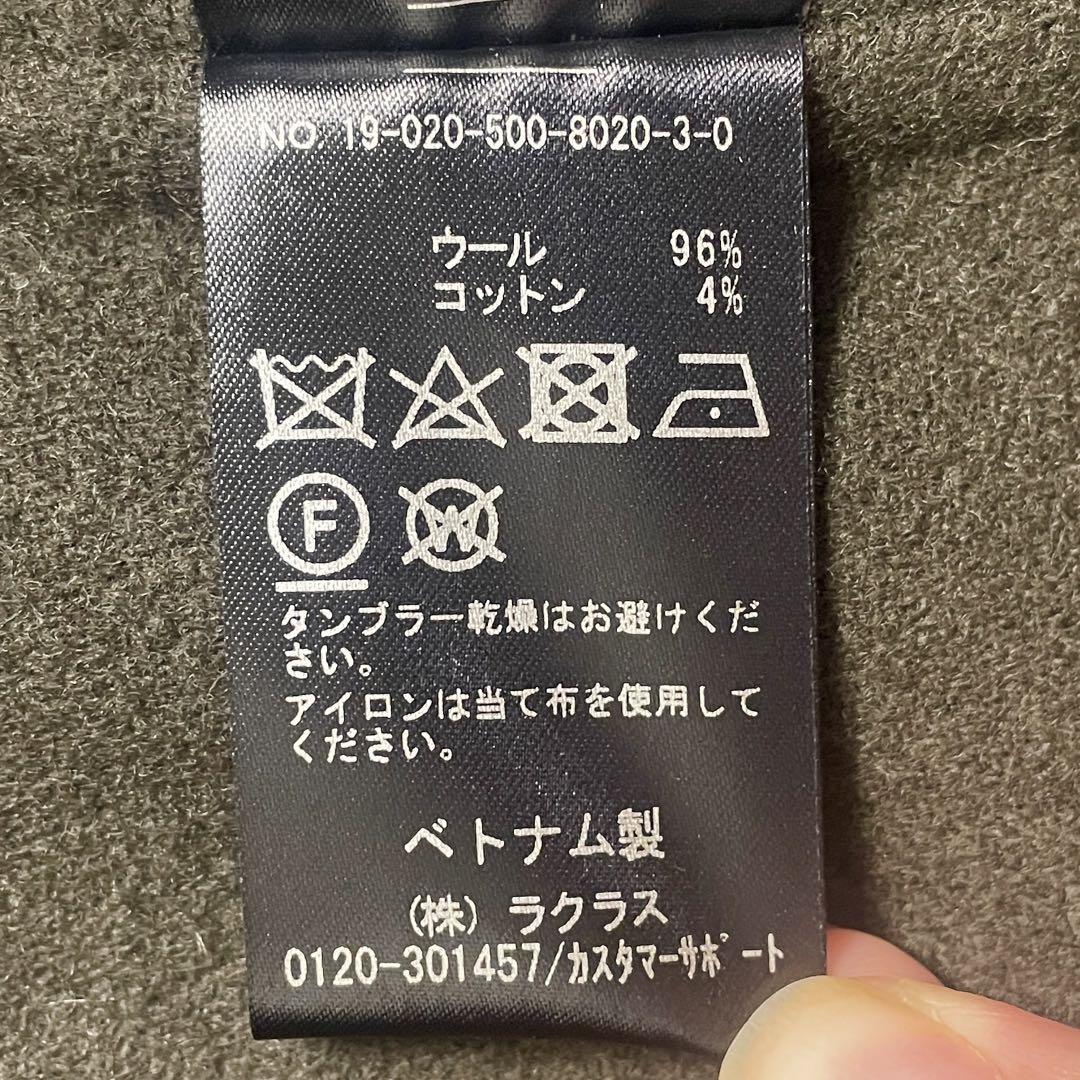 NO 19-020-500-8020-3-0
ウール 96%
コットン 4%
F
W
タンブラー乾燥はお避けくだ
さい。
アイロンは当て布を使用して
ください。
ベトナム製
(株) ラクラス
0120-301457/カスタマーサポート